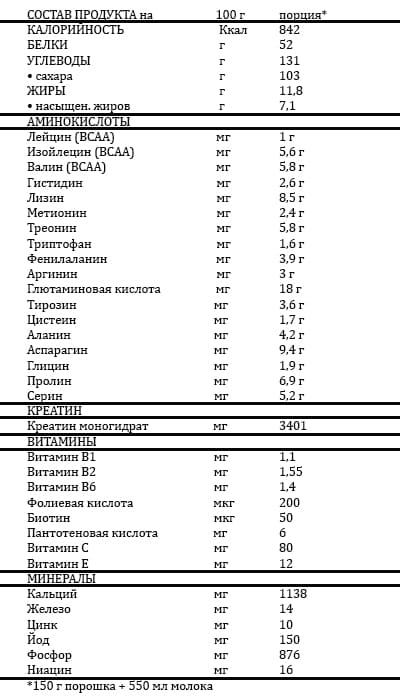 СОСТАВ ПРОДУКТА на 100 г порция*
КАЛОРИЙНОСТЬ Ккал 842
БЕЛКИ г 52
УГЛЕВОДЫ г 131
• сахара г 103
ЖИРЫ г 11,8
• насыщен. жиров г 7,1
АМИНОКИСЛОТЫ
Лейцин (BCAA) мг 1 г
Изойлецин (BCAA) мг 5,6 г
Валин (BCAA) мг 5,8 г
Гистидин мг 2,6 г
Лизин мг 8,5 г
Метионин мг 2,4 г
Треонин мг 5,8 г
Триптофан мг 1,6 г
Фенилаланин мг 3,9 г
Аргинин мг 3 г
Глютаминовая кислота мг 18 г
Тирозин мг 3,6 г
Цистеин мг 1,7 г
Аланин мг 4,2 г
Аспарагин мг 9,4 г
Глицин мг 1,9 г
Пролин мг 6,9 г
Серин мг 5,2 г
КРЕАТИН
Креатин моногидрат мг 3401
ВИТАМИНЫ
Витамин B1 мг 1,1
Витамин B2 мг 1,55
Витамин B6 мг 1,4
Фолиевая кислота мкг 200
Биотин мкг 50
Пантотеновая кислота мг 6
Витамин C мг 80
Витамин E мг 12
МИНЕРАЛЫ
Кальций мг 1138
Железо мг 14
Цинк мг 10
Йод мг 150
Фосфор мг 876
Ниацин мг 16
*150 г порошка + 550 мл молока